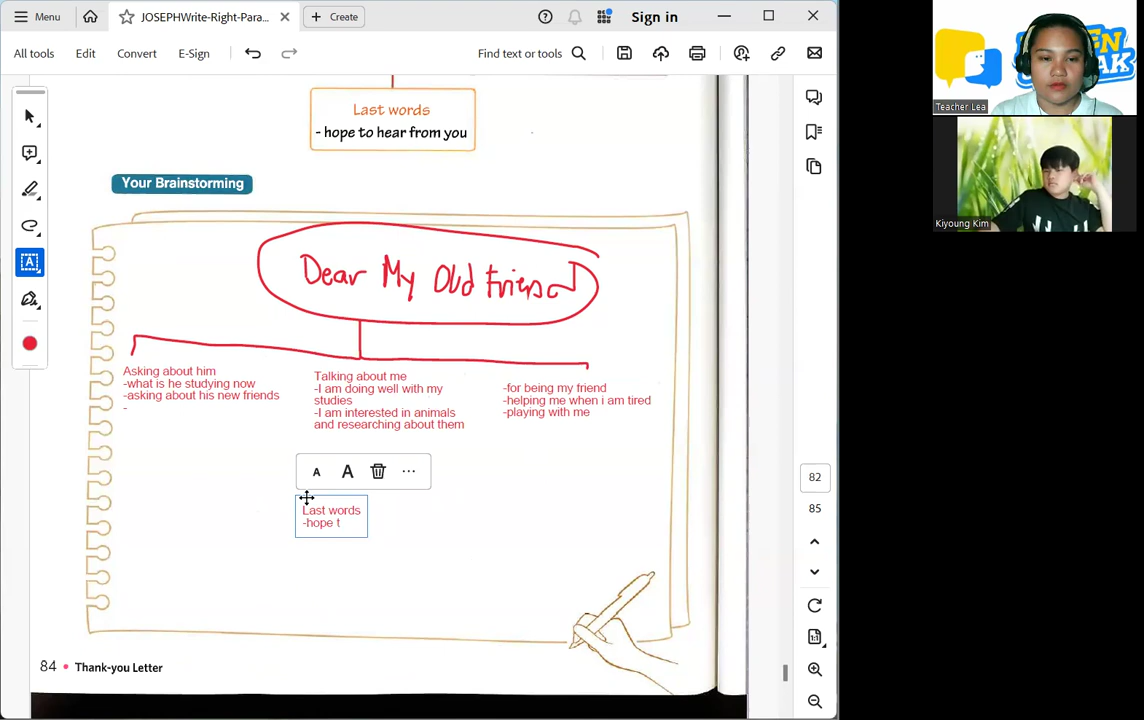 Menu
JOSEPHWrite-Right-Para...
Create
Sign in
All tools
Edit
Convert
E-Sign
Find text or tools
Last words
- hope to hear from you
Your Brainstorming
Dear My Old friend
Asking about him
-what is he studying now
-asking about his new friends
-
Talking about me
-I am doing well with my
studies
-I am interested in animals
and researching about them
-for being my friend
-helping me when i am tired
-playing with me
A A ...
Last words
-hope t
82
85
84 • Thank-you Letter
Teacher Lea
Kiyoung Kim